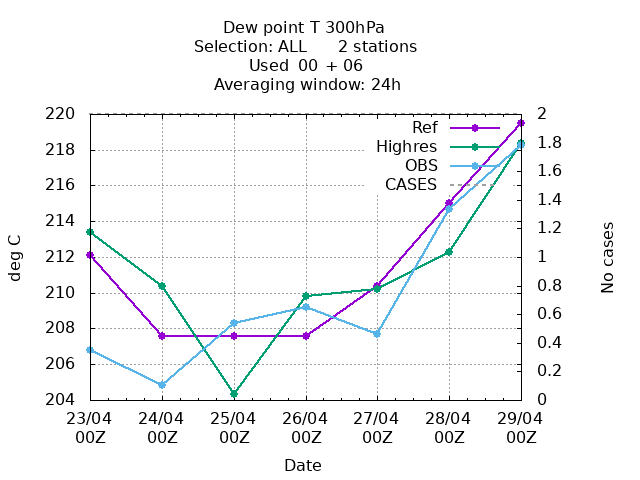 Dew point T 300hPa
Selection: ALL      2 stations
Used  00 + 06
Averaging window: 24h
220
218
216
214
212
210
208
206
204
deg C
2
1.8
1.6
1.4
1.2
1
0.8
0.6
0.4
0.2
0
No cases
Ref
Highres
OBS
CASES
23/04 24/04 25/04 26/04 27/04 28/04 29/04
00Z 00Z 00Z 00Z 00Z 00Z 00Z
Date